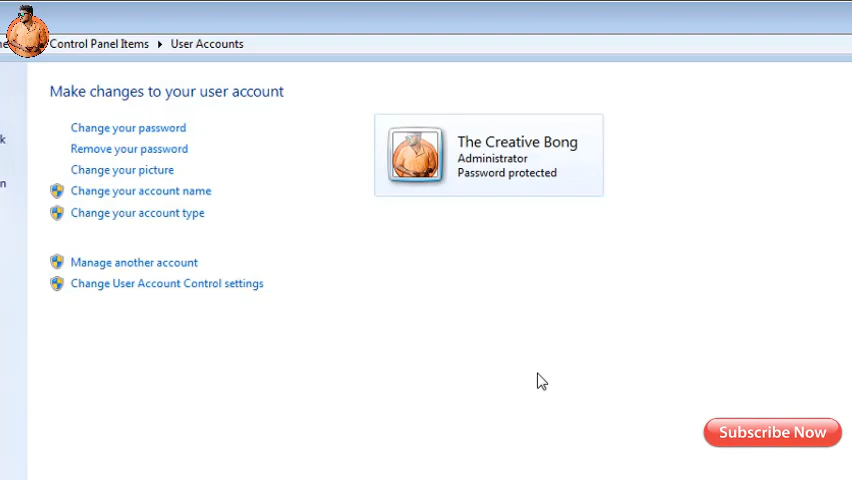 Control Panel Items ▸ User Accounts
Make changes to your user account
Change your password
Remove your password
Change your picture
Change your account name
Change your account type
Manage another account
Change User Account Control settings
The Creative Bong
Administrator
Password protected
Subscribe Now